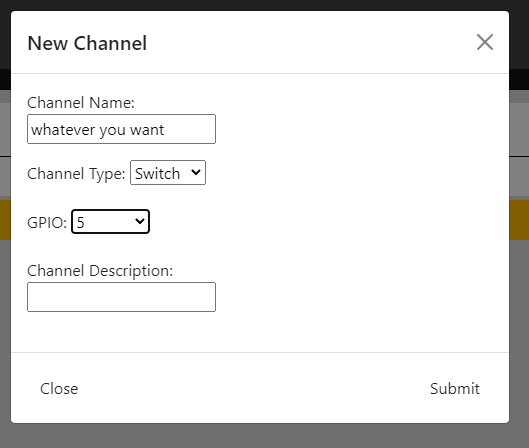 New Channel
Channel Name:
whatever you want
Channel Type: Switch
GPIO: 5
Channel Description:
Close Submit